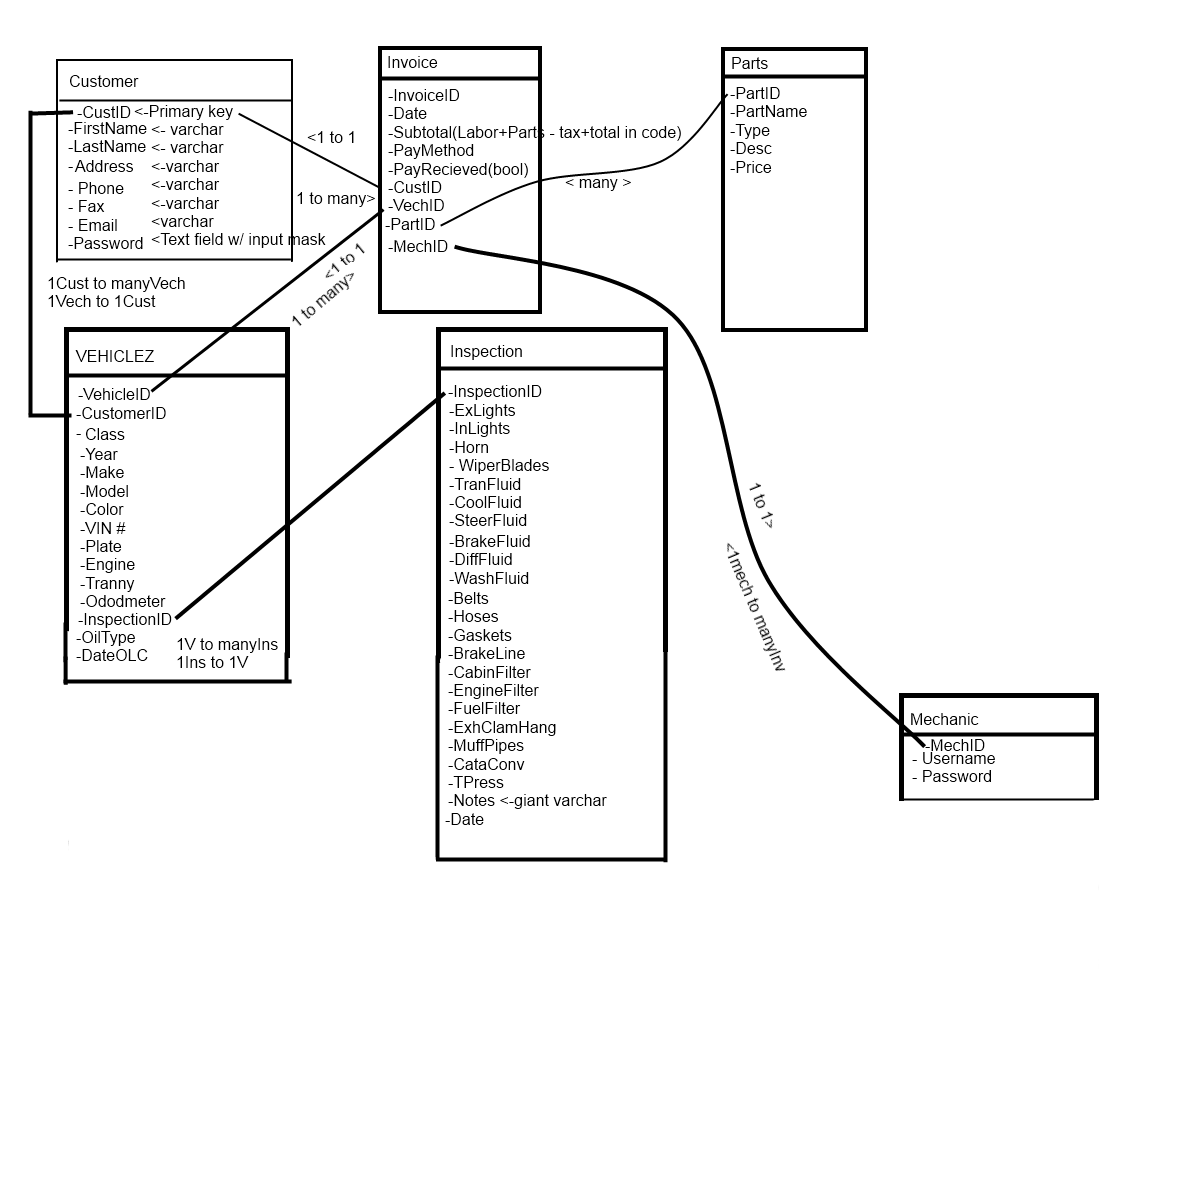 Customer
-CustID <-Primary key
-FirstName <- varchar
-LastName <- varchar
-Address <-varchar
- Phone <-varchar
- Fax <-varchar
- Email <varchar
-Password <Text field w/ input mask
1Cust to manyVech
1Vech to 1Cust
<1 to 1
1 to many>
<1 to 1
1 to many>
Invoice
-InvoiceID
-Date
-Subtotal(Labor+Parts - tax+total in code)
-PayMethod
-PayRecieved(bool)
-CustID
-VechID
-PartID
-MechID
< many >
Parts
-PartID
-PartName
-Type
-Desc
-Price
VEHICLEZ
-VehicleID
-CustomerID
- Class
-Year
-Make
-Model
-Color
-VIN #
-Plate
-Engine
-Tranny
-Ododmeter
-InspectionID
-OilType
-DateOLC
1V to manyIns
1Ins to 1V
Inspection
-InspectionID
-ExLights
-InLights
-Horn
- WiperBlades
-TranFluid
-CoolFluid
-SteerFluid
-BrakeFluid
-DiffFluid
-WashFluid
-Belts
-Hoses
-Gaskets
-BrakeLine
-CabinFilter
-EngineFilter
-FuelFilter
-ExhClamHang
-MuffPipes
-CataConv
-TPress
-Notes <-giant varchar
-Date
1 to 1>
<1mech to manyInv
Mechanic
-MechID
- Username
- Password